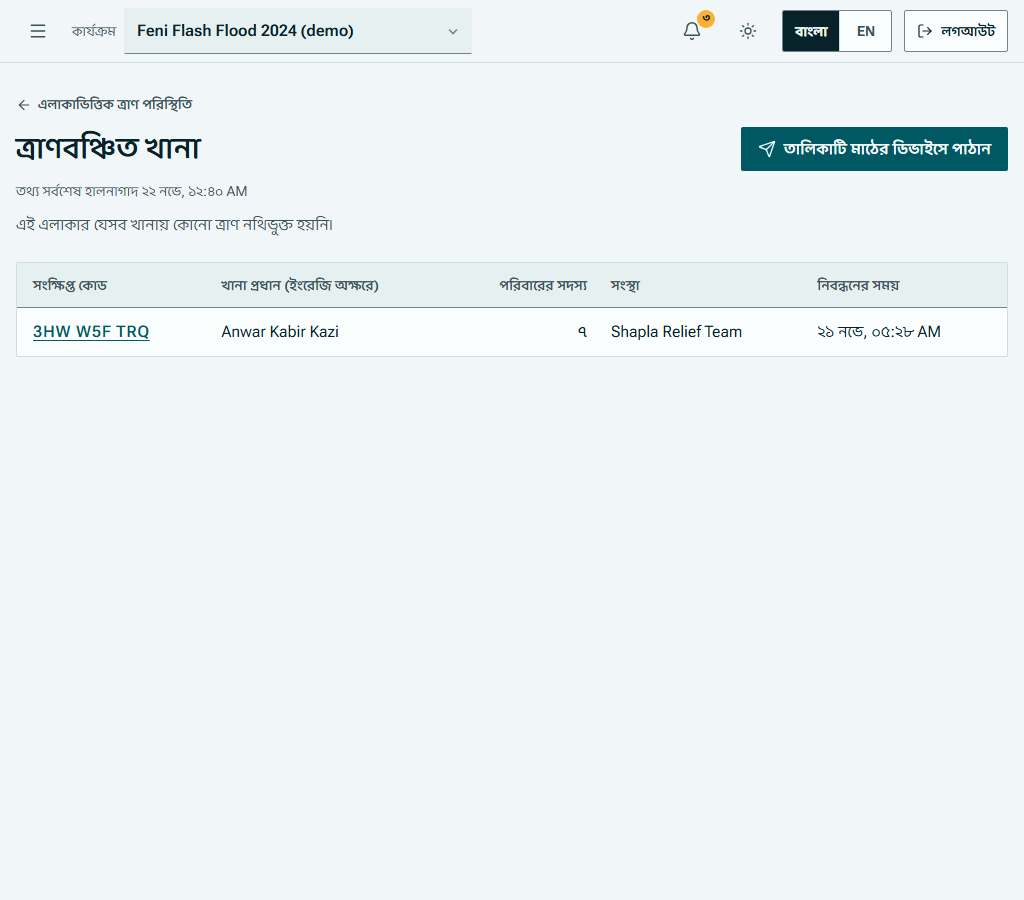 কার্যক্রম
Feni Flash Flood 2024 (demo)
৩
বাংলা
EN
লগআউট
এলাকাভিত্তিক ত্রাণ পরিস্থিতি
ত্রাণবঞ্চিত খানা
তালিকাটি মাঠের ডিভাইসে পাঠান
তথ্য সর্বশেষ হালনাগাদ ২২ নভে, ১২:৪০ AM
এই এলাকার যেসব খানায় কোনো ত্রাণ নথিভুক্ত হয়নি।
সংক্ষিপ্ত কোড খানা প্রধান (ইংরেজি অক্ষরে) পরিবারের সদস্য সংস্থা নিবন্ধনের সময়
3HW W5F TRQ Anwar Kabir Kazi ৭ Shapla Relief Team ২১ নভে, ০৫:২৮ AM